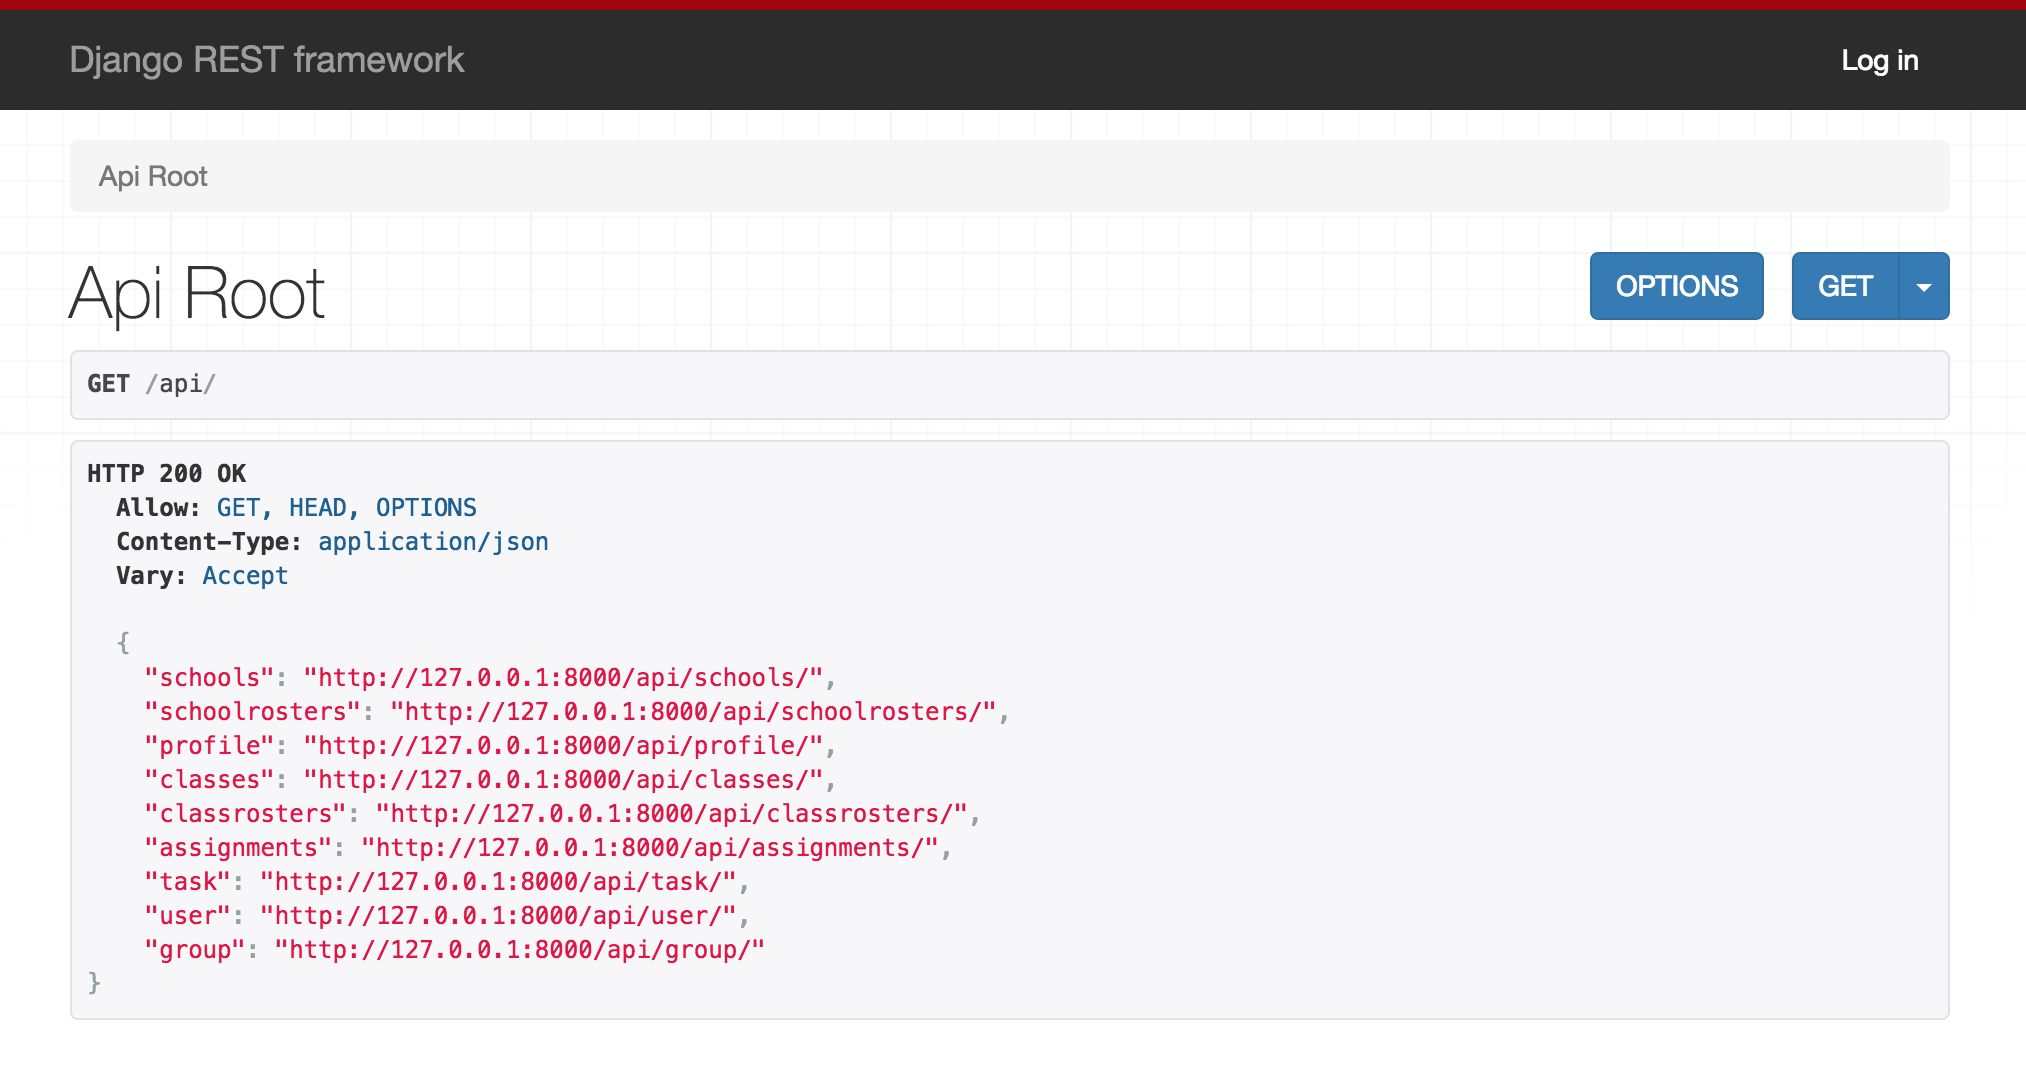 Django REST framework
Log in
Api Root
Api Root
OPTIONS
GET
GET /api/
HTTP 200 OK
Allow: GET, HEAD, OPTIONS
Content-Type: application/json
Vary: Accept
{
"schools": "http://127.0.0.1:8000/api/schools/",
"schoolrosters": "http://127.0.0.1:8000/api/schoolrosters/",
"profile": "http://127.0.0.1:8000/api/profile/",
"classes": "http://127.0.0.1:8000/api/classes/",
"classrosters": "http://127.0.0.1:8000/api/classrosters/",
"assignments": "http://127.0.0.1:8000/api/assignments/",
"task": "http://127.0.0.1:8000/api/task/",
"user": "http://127.0.0.1:8000/api/user/",
"group": "http://127.0.0.1:8000/api/group/"
}